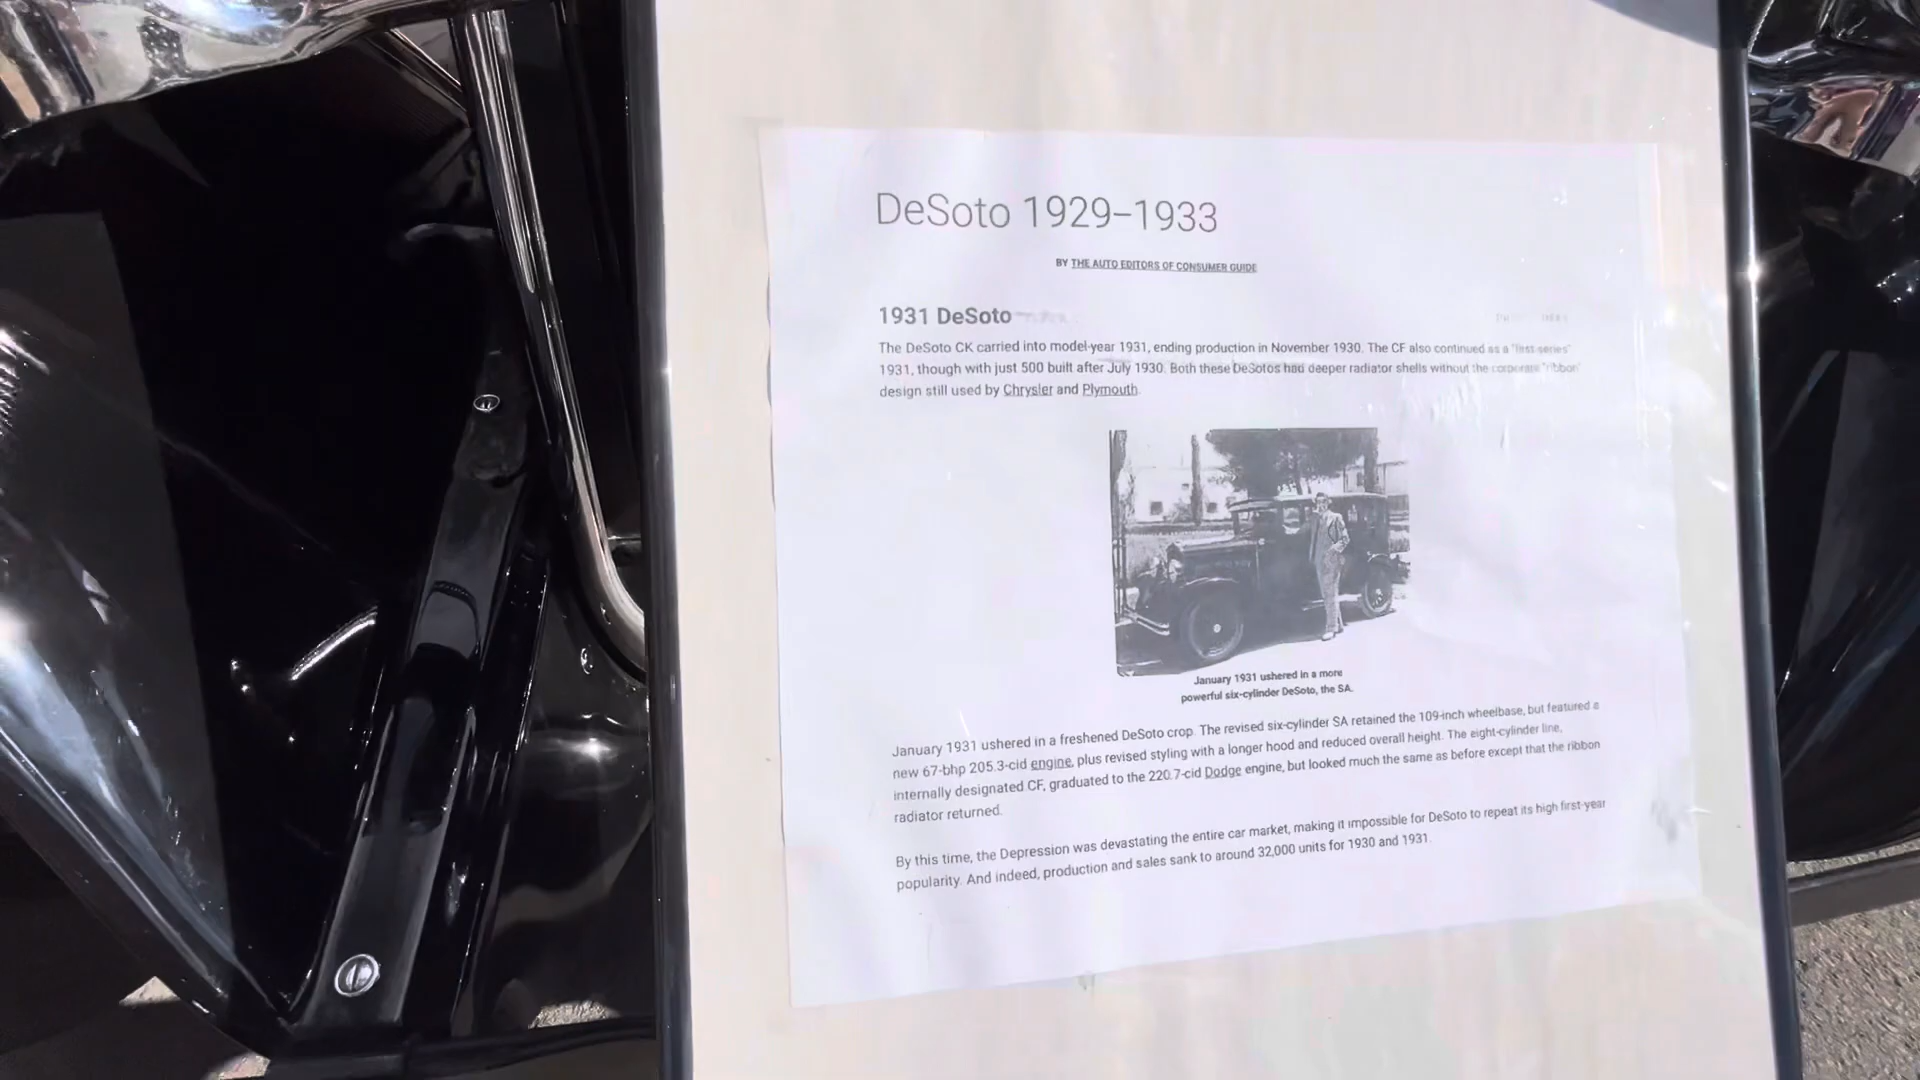 DeSoto 1929–1933
BY THE AUTO EDITORS OF CONSUMER GUIDE
1931 DeSoto
The DeSoto CK carried into model-year 1931, ending production in November 1930. The CF also continued as a "first-series"
1931, though with just 500 built after July 1930. Both these DeSotos had deeper radiator shells without the corporate "ribbon"
design still used by Chrysler and Plymouth.
January 1931 ushered in a more
powerful six-cylinder DeSoto, the SA.
January 1931 ushered in a freshened DeSoto crop. The revised six-cylinder SA retained the 109-inch wheelbase, but featured a
new 67-bhp 205.3-cid engine, plus revised styling with a longer hood and reduced overall height. The eight-cylinder line,
internally designated CF, graduated to the 220.7-cid Dodge engine, but looked much the same as before except that the ribbon
radiator returned.
By this time, the Depression was devastating the entire car market, making it impossible for DeSoto to repeat its high first-year
popularity. And indeed, production and sales sank to around 32,000 units for 1930 and 1931.